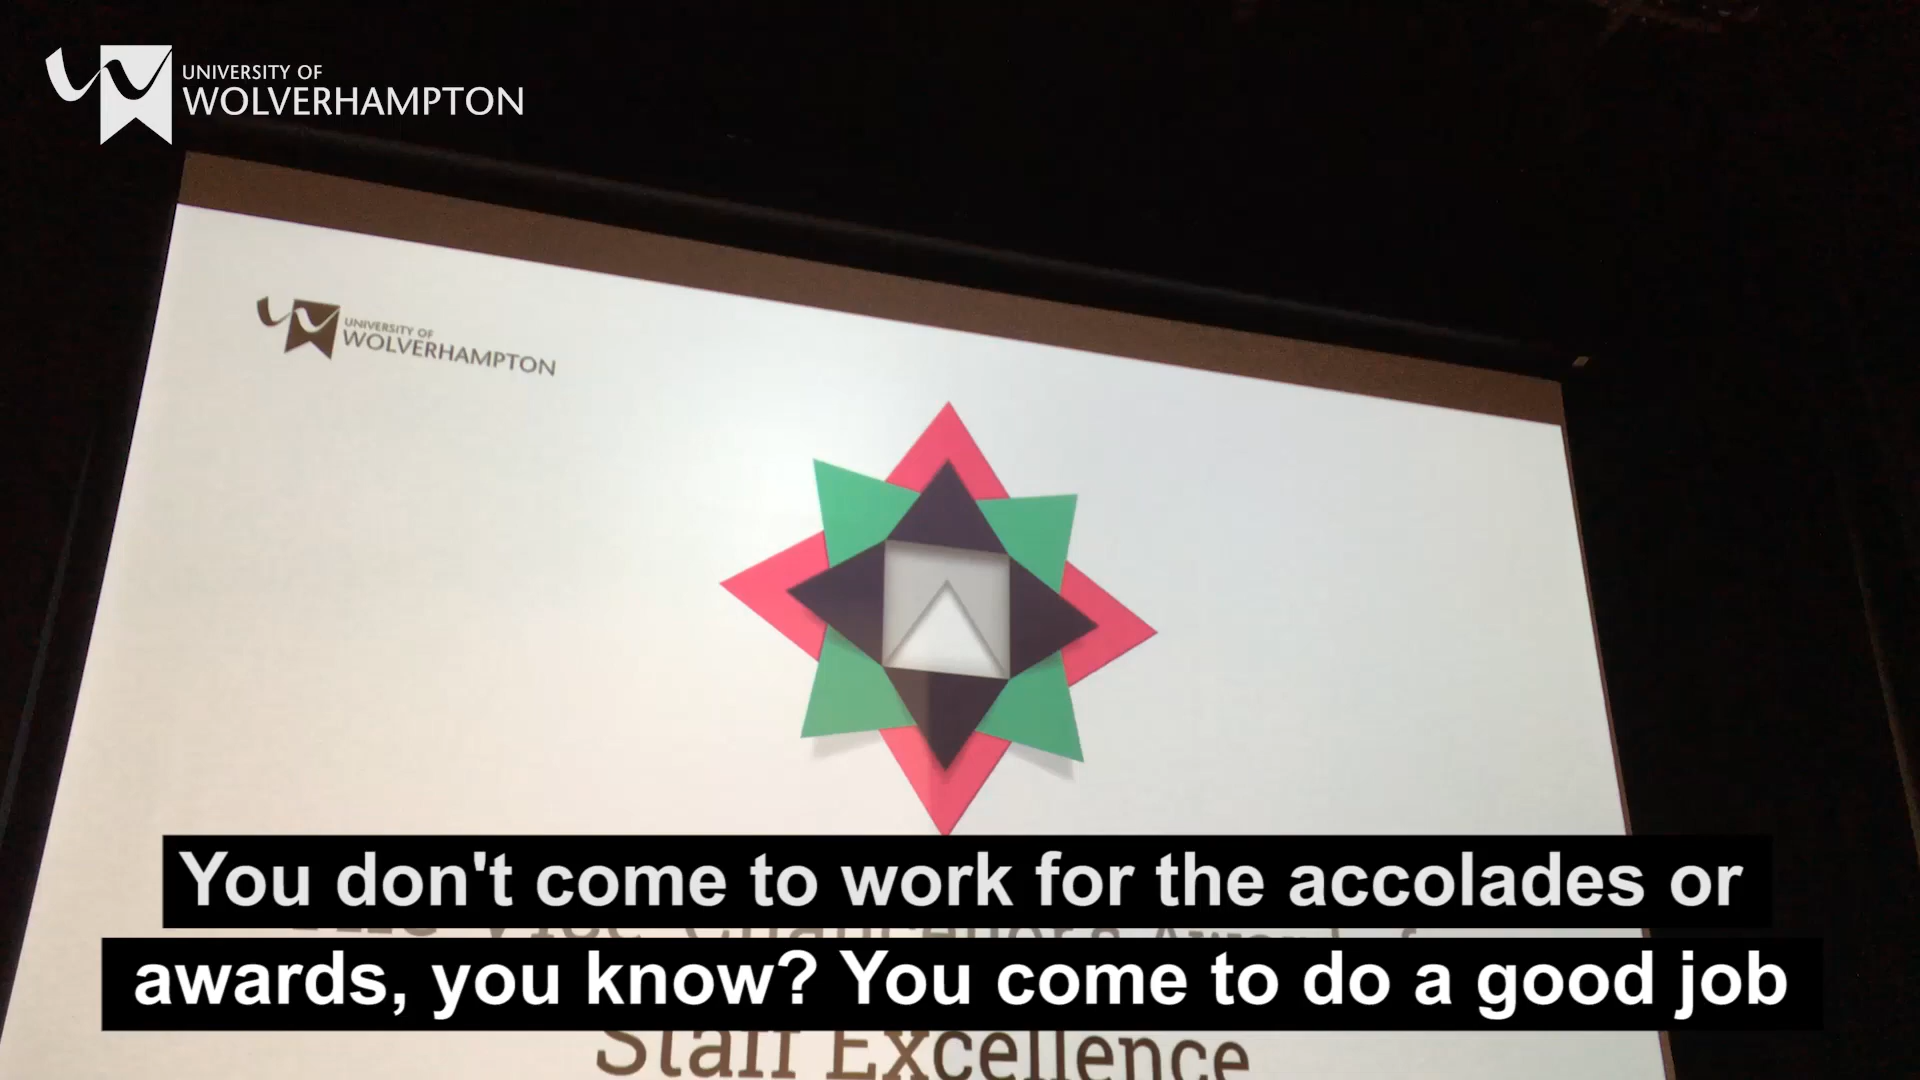 UNIVERSITY OF
WOLVERHAMPTON
UNIVERSITY OF
WOLVERHAMPTON
You don't come to work for the accolades or
awards, you know? You come to do a good job
Staff Excellence